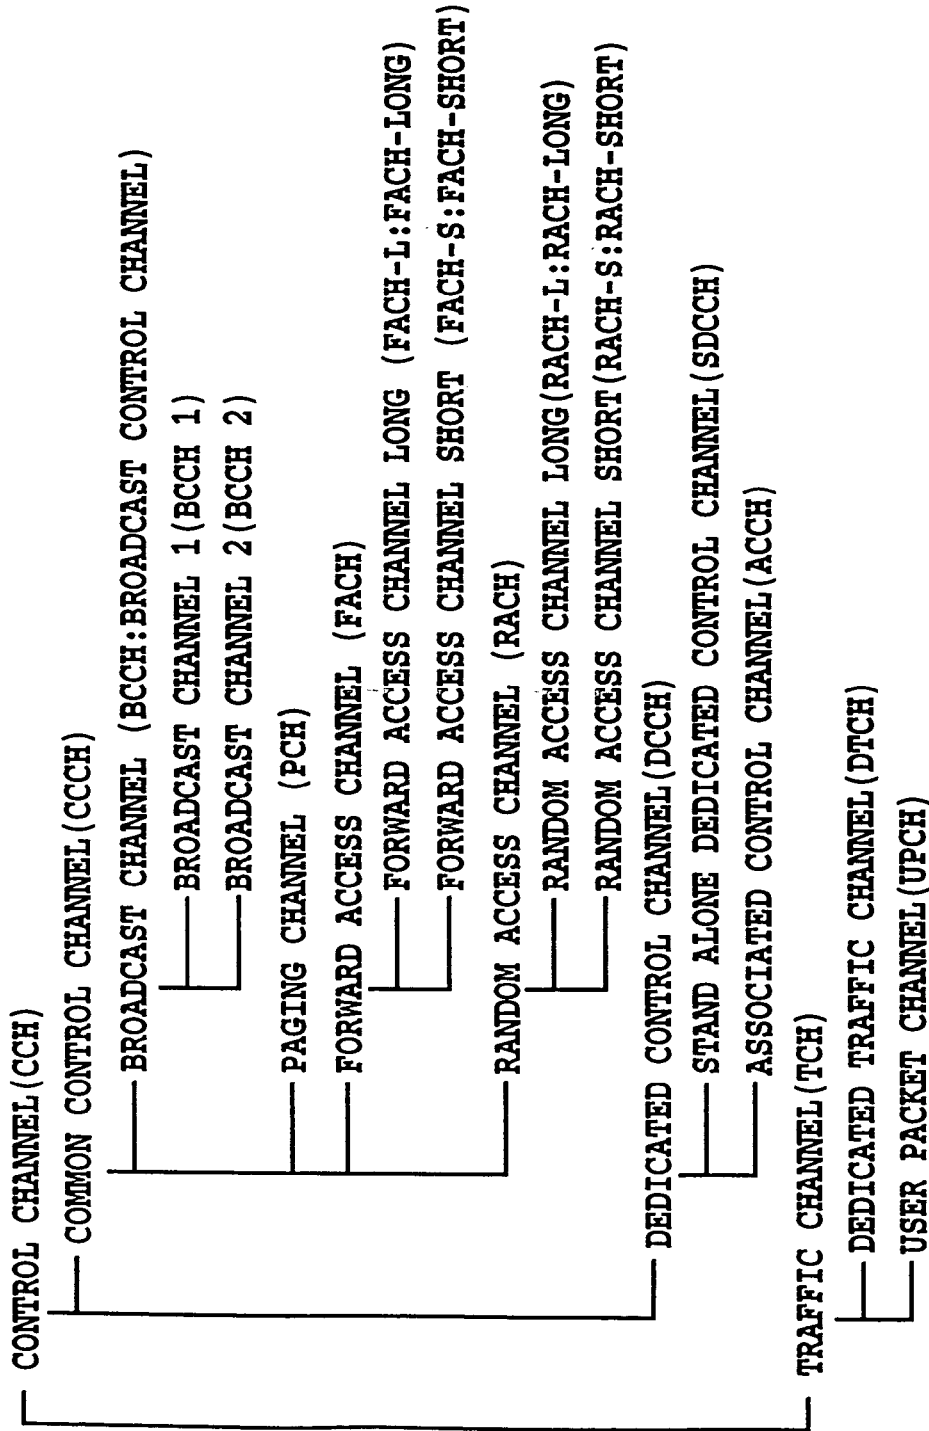 CONTROL CHANNEL(CCH)
COMMON CONTROL CHANNEL(CCCH)
BROADCAST CHANNEL (BCCH:BROADCAST CONTROL CHANNEL)
BROADCAST CHANNEL 1(BCCH 1)
BROADCAST CHANNEL 2(BCCH 2)
PAGING CHANNEL (PCH)
FORWARD ACCESS CHANNEL (FACH)
FORWARD ACCESS CHANNEL LONG (FACH-L:FACH-LONG)
FORWARD ACCESS CHANNEL SHORT (FACH-S:FACH-SHORT)
RANDOM ACCESS CHANNEL (RACH)
RANDOM ACCESS CHANNEL LONG(RACH-L:RACH-LONG)
RANDOM ACCESS CHANNEL SHORT(RACH-S:RACH-SHORT)
DEDICATED CONTROL CHANNEL(DCCH)
STAND ALONE DEDICATED CONTROL CHANNEL(SDCCH)
ASSOCIATED CONTROL CHANNEL(ACCH)
TRAFFIC CHANNEL(TCH)
DEDICATED TRAFFIC CHANNEL(DTCH)
USER PACKET CHANNEL(UPCH)